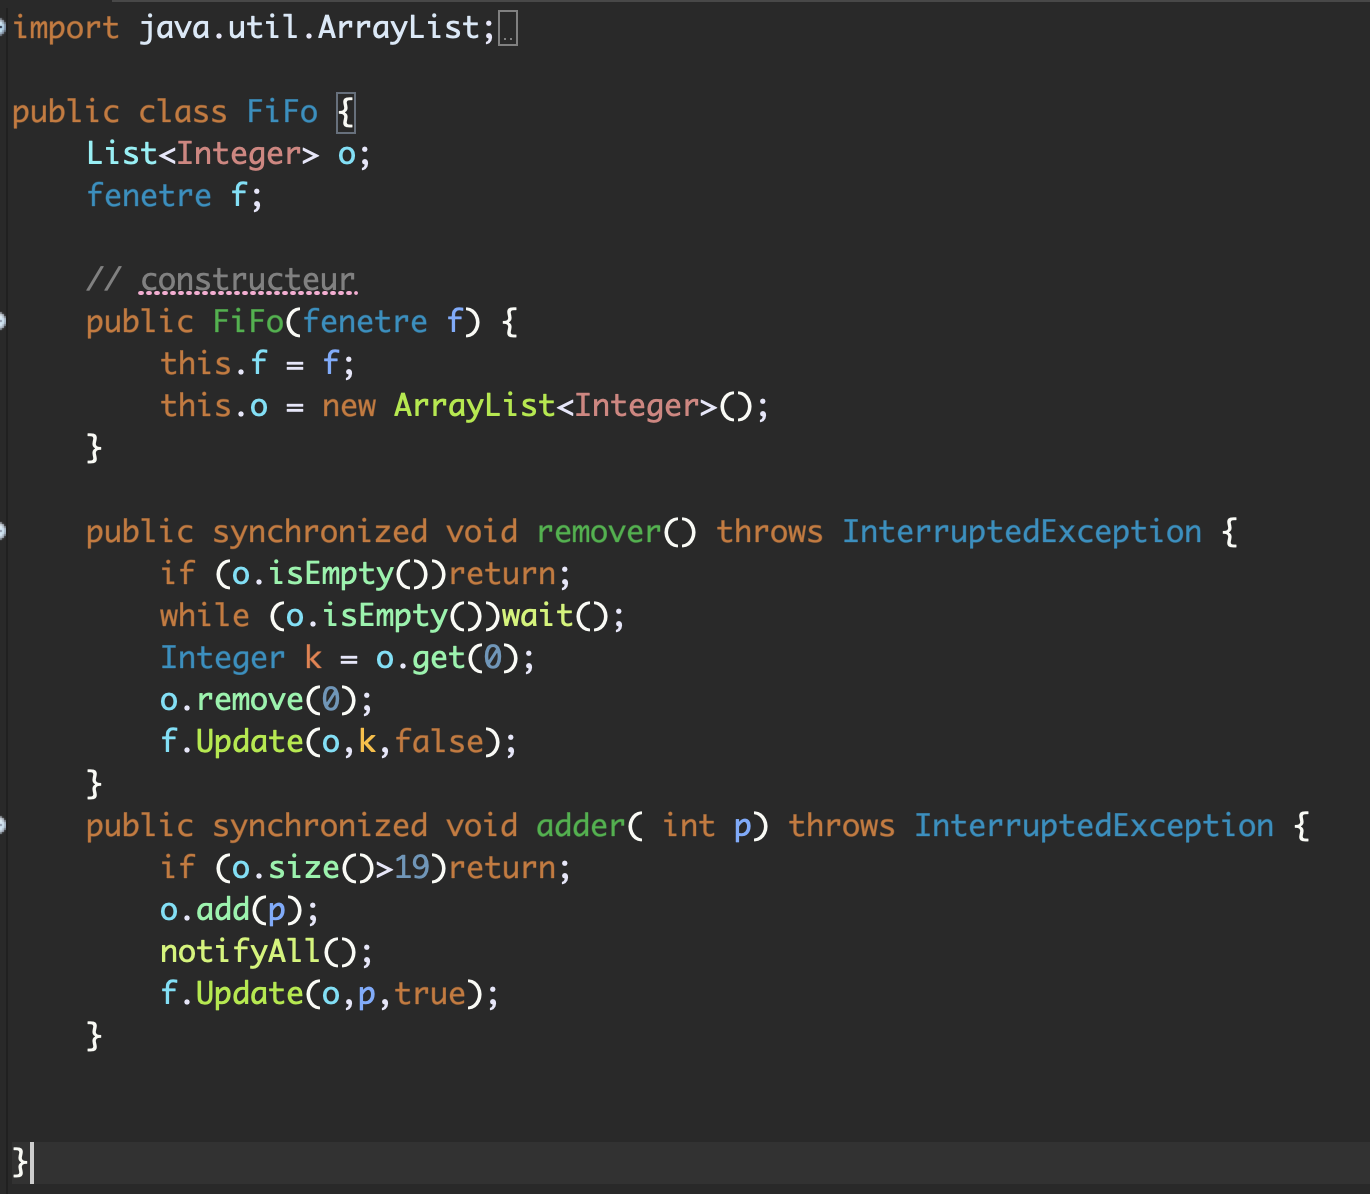 import java.util.ArrayList;
public class FiFo {
List<Integer> o;
fenetre f;
// constructeur
public FiFo(fenetre f) {
this.f = f;
this.o = new ArrayList<Integer>();
}
public synchronized void remover() throws InterruptedException {
if (o.isEmpty())return;
while (o.isEmpty())wait();
Integer k = o.get(0);
o.remove(0);
f.Update(o,k,false);
}
public synchronized void adder( int p) throws InterruptedException {
if (o.size()>19)return;
o.add(p);
notifyAll();
f.Update(o,p,true);
}
}